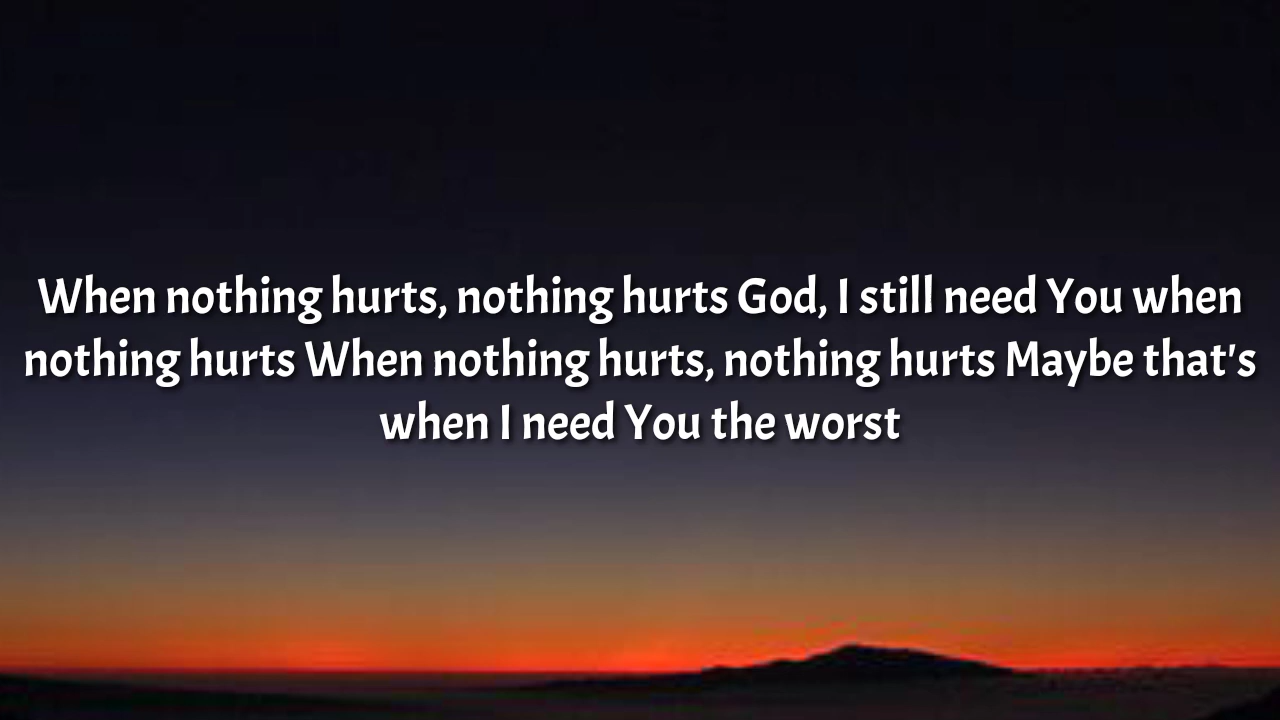 When nothing hurts, nothing hurts God, I still need You when
nothing hurts When nothing hurts, nothing hurts Maybe that's
when I need You the worst